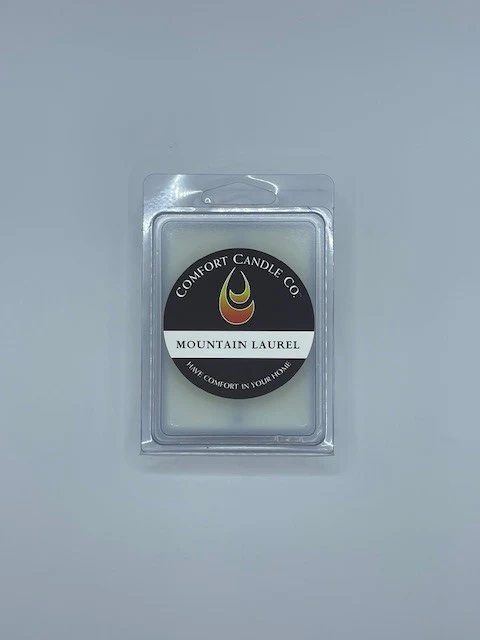 COMFORT CANDLE CO.
MOUNTAIN LAUREL
HAVE COMFORT IN YOUR HOME